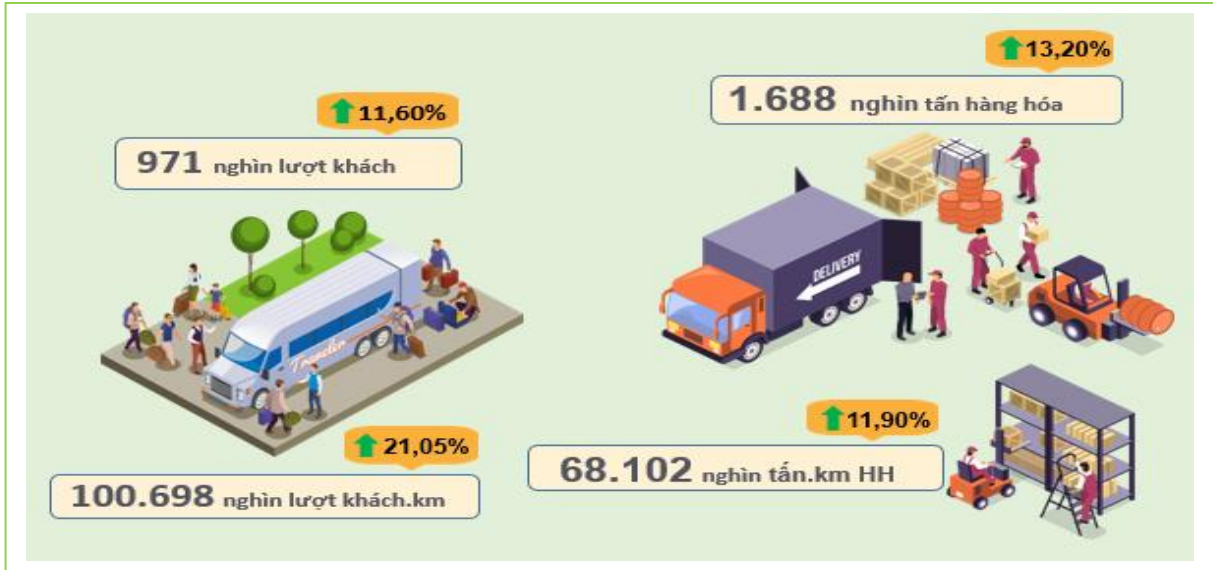 11,60%
971 nghìn lượt khách
13,20%
1.688 nghìn tấn hàng hóa
DELIVERY
Traveler
21,05%
100.698 nghìn lượt khách.km
11,90%
68.102 nghìn tấn.km HH